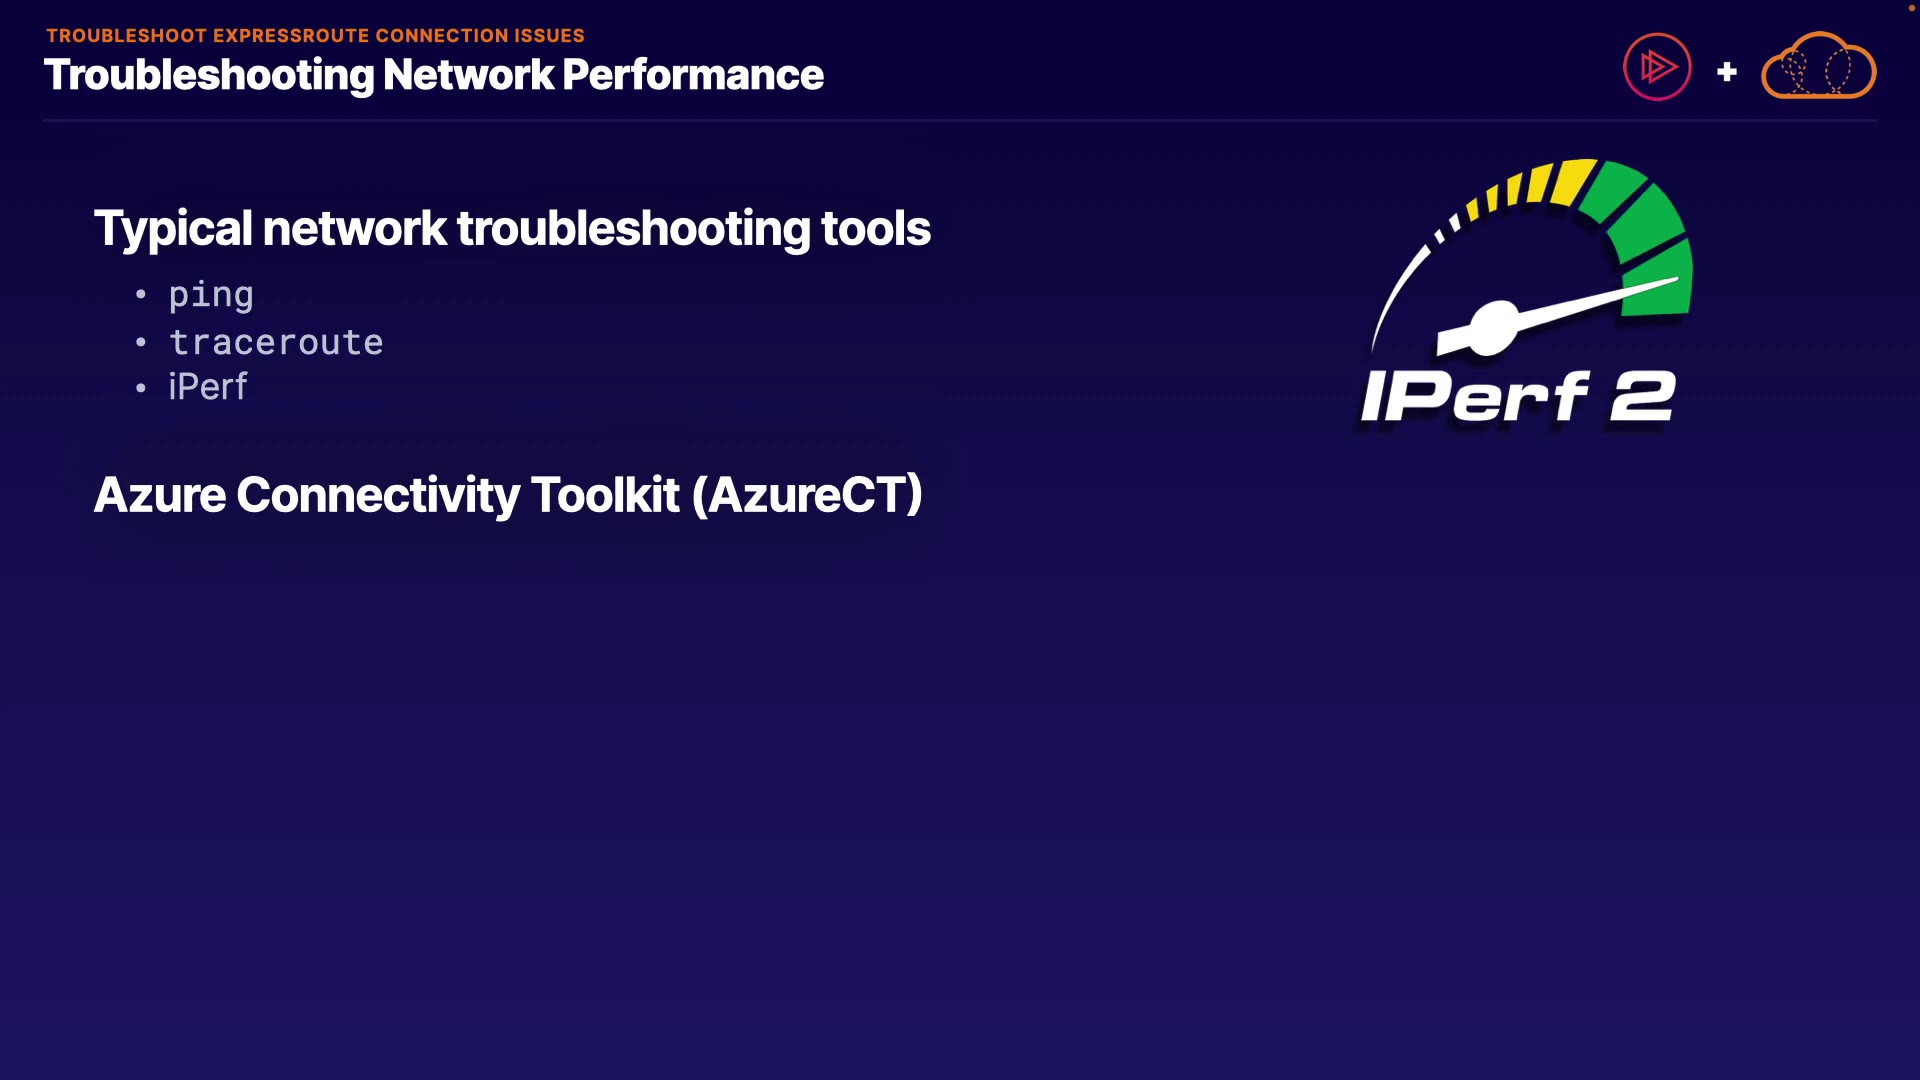 TROUBLESHOOT EXPRESSROUTE CONNECTION ISSUES
Troubleshooting Network Performance
+
Typical network troubleshooting tools
• ping
• traceroute
• iPerf
IPerf 2
Azure Connectivity Toolkit (AzureCT)